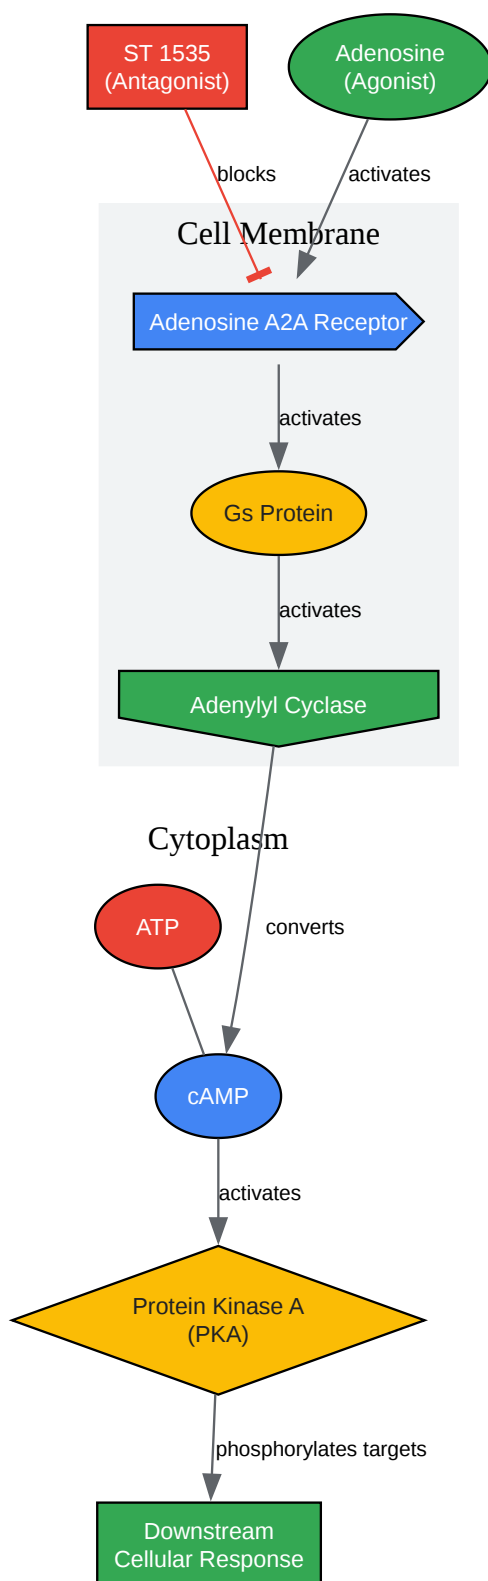 ST 1535
(Antagonist)
Adenosine
(Agonist)
blocks
activates
Cell Membrane
Adenosine A2A Receptor
activates
Gs Protein
activates
Adenylyl Cyclase
Cytoplasm
ATP
converts
cAMP
activates
Protein Kinase A
(PKA)
phosphorylates targets
Downstream
Cellular Response